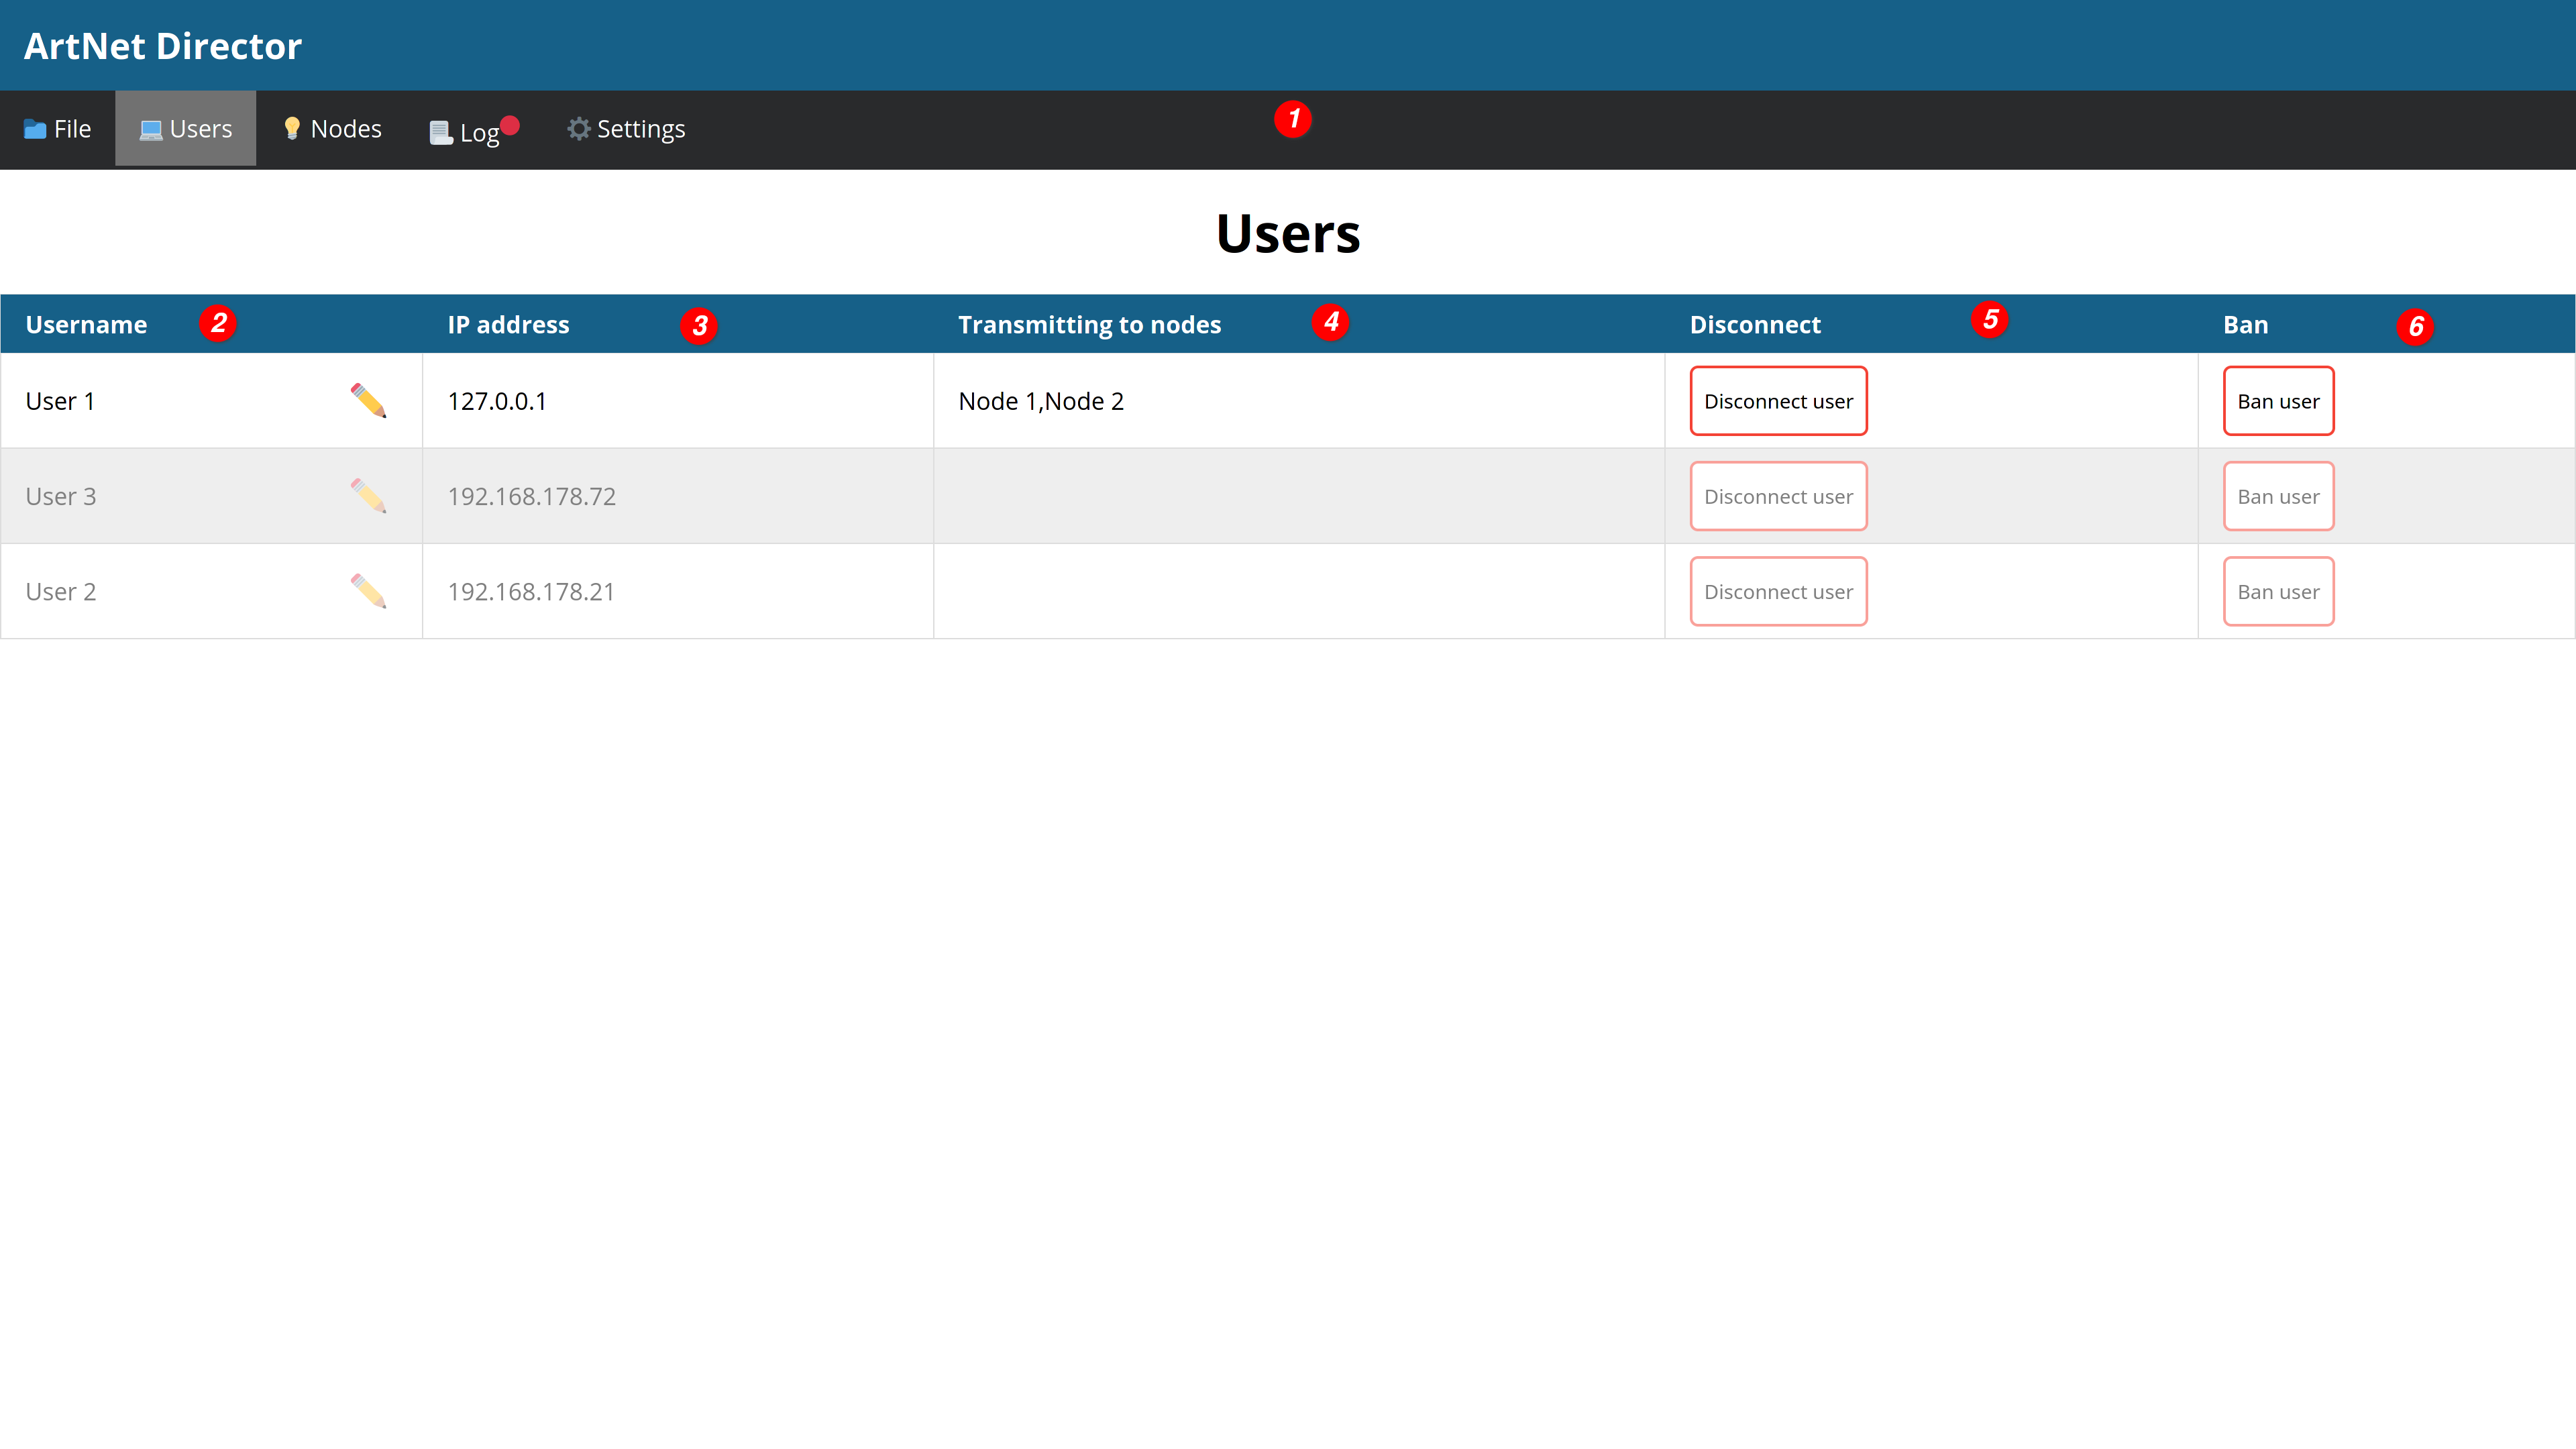 ArtNet Director
File Users Nodes Log Settings 1
Users
Username 2 IP address 3 Transmitting to nodes 4 Disconnect 5 Ban 6
User 1 127.0.0.1 Node 1,Node 2 Disconnect user Ban user
User 3 192.168.178.72 Disconnect user Ban user
User 2 192.168.178.21 Disconnect user Ban user